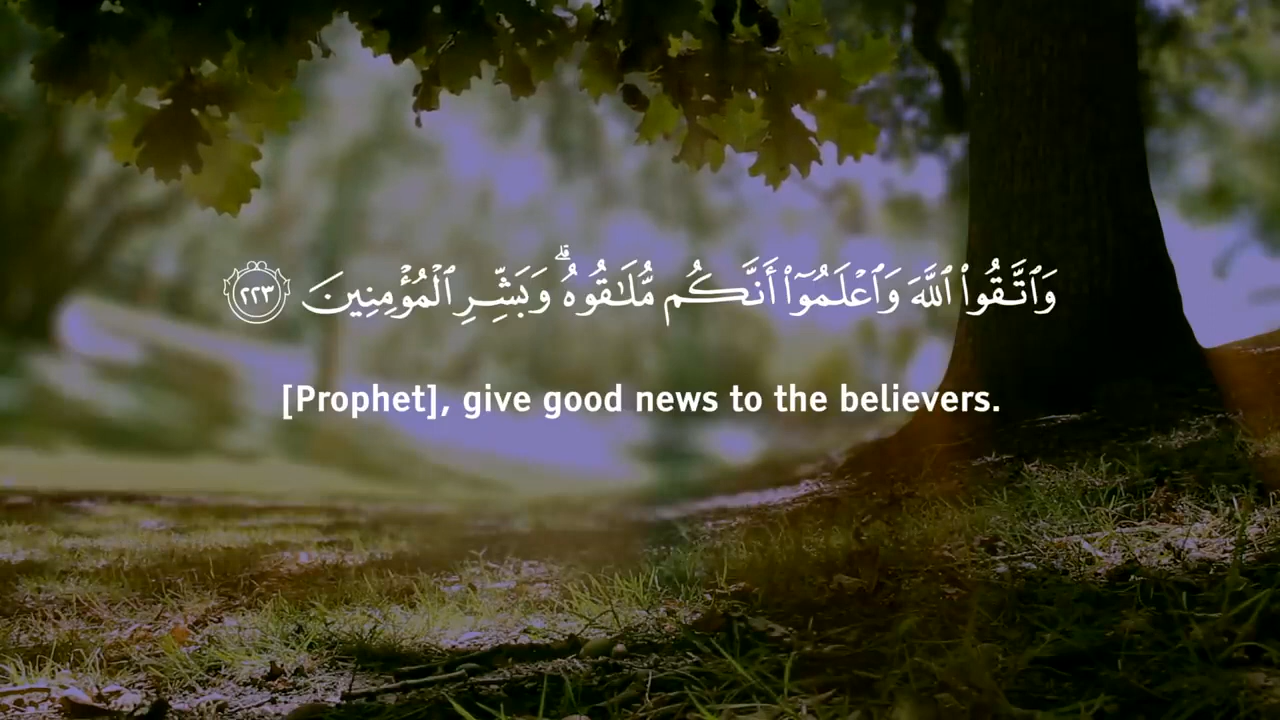 وَٱتَّقُوا۟ ٱللَّهَ وَٱعْلَمُوٓا۟ أَنَّكُم مُّلَـٰقُوهُ ۗ وَبَشِّرِ ٱلْمُؤْمِنِينَ ٢٢٣
[Prophet], give good news to the believers.